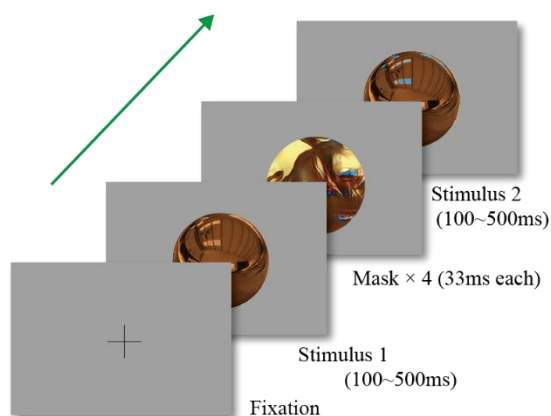 Stimulus 2
(100~500ms)
Mask × 4 (33ms each)
Stimulus 1
(100~500ms)
Fixation